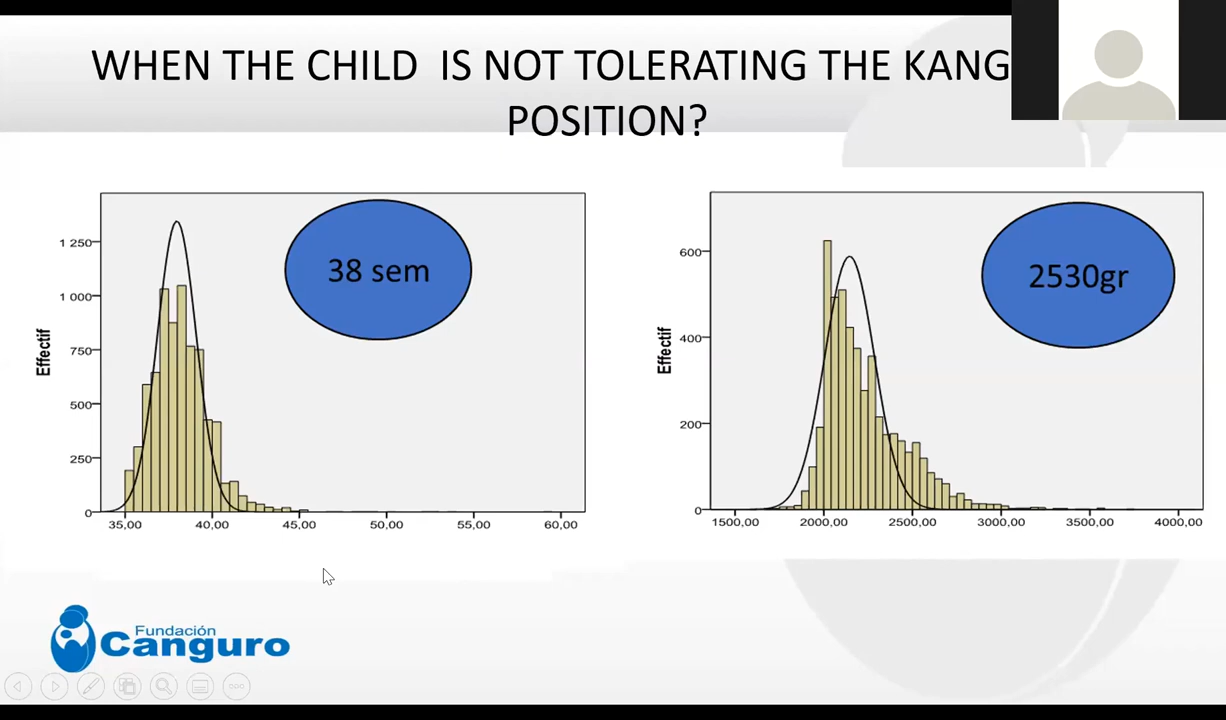 WHEN THE CHILD IS NOT TOLERATING THE KANG
POSITION?
38 sem
2530gr
Effectif
1 250
1 000
750
500
250
0
35,00 40,00 45,00 50,00 55,00 60,00
Effectif
600
400
200
0
1500,00 2000,00 2500,00 3000,00 3500,00 4000,00
Fundación
Canguro